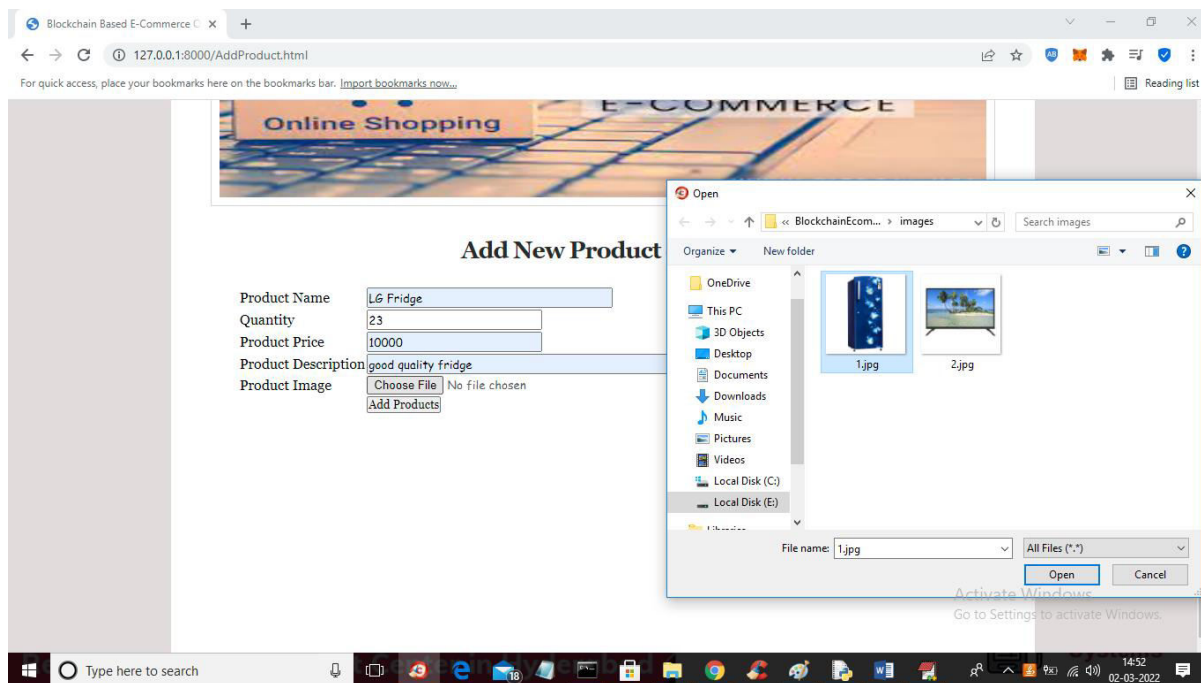 Blockchain Based E-Commerce
127.0.0.1:8000/AddProduct.html
For quick access, place your bookmarks here on the bookmarks bar. Import bookmarks now...
Reading list
Online Shopping
E-COMMERCE
Add New Product
Product Name LG Fridge
Quantity 23
Product Price 10000
Product Description good quality fridge
Product Image Choose File No file chosen
Add Products
Open
« BlockchainEcom... › images
Search images
Organize
New folder
OneDrive
This PC
3D Objects
Desktop
Documents
Downloads
Music
Pictures
Videos
Local Disk (C:)
Local Disk (E:)
1.jpg
2.jpg
File name: 1.jpg
All Files (*.*)
Open
Cancel
Activate Windows
Go to Settings to activate Windows.
Type here to search
18
14:52
02-03-2022